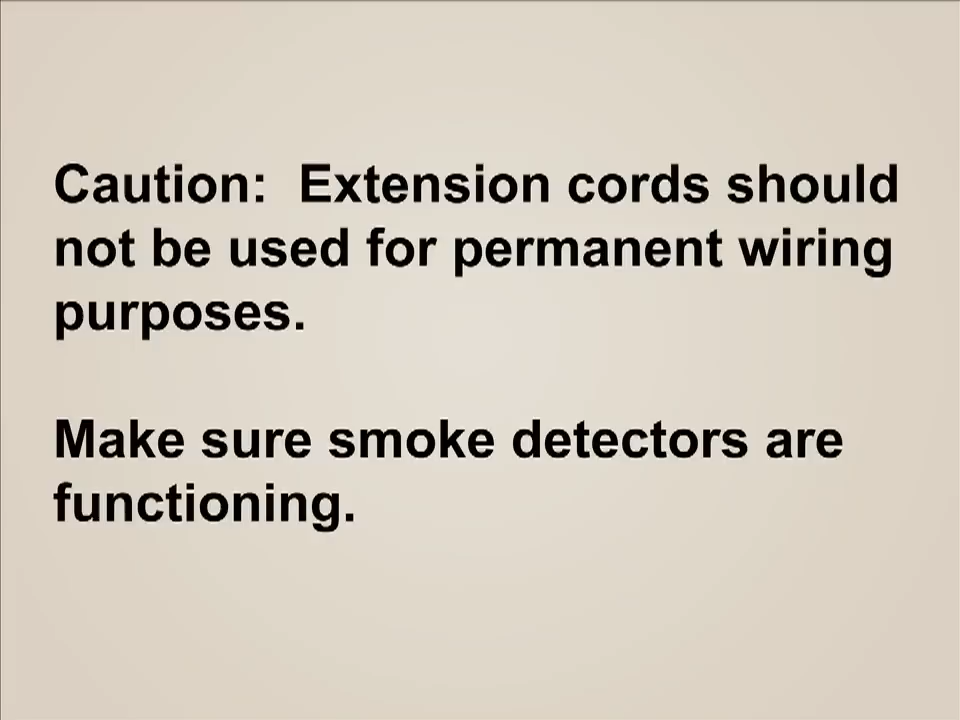 Caution:  Extension cords should
not be used for permanent wiring
purposes.
Make sure smoke detectors are
functioning.